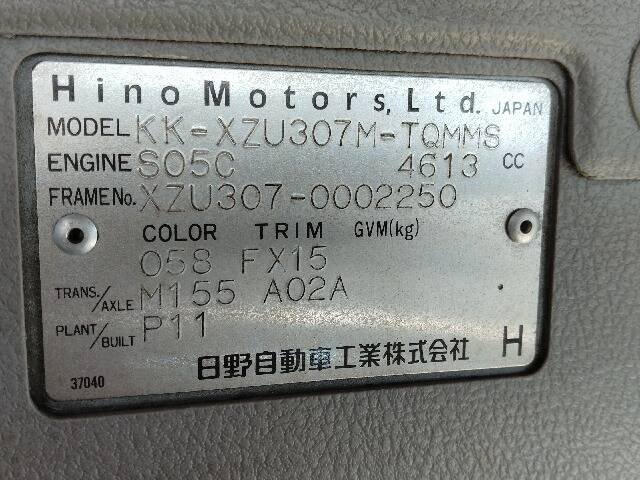 Hino Motors, Ltd. JAPAN
MODEL KK-XZU307M-TQMMS
ENGINE S05C 4613 CC
FRAME No. XZU307-0002250
COLOR TRIM GVM(kg)
058 FX15
TRANS./AXLE M155 A02A
PLANT/BUILT P11
日野自動車工業株式会社 H
37040